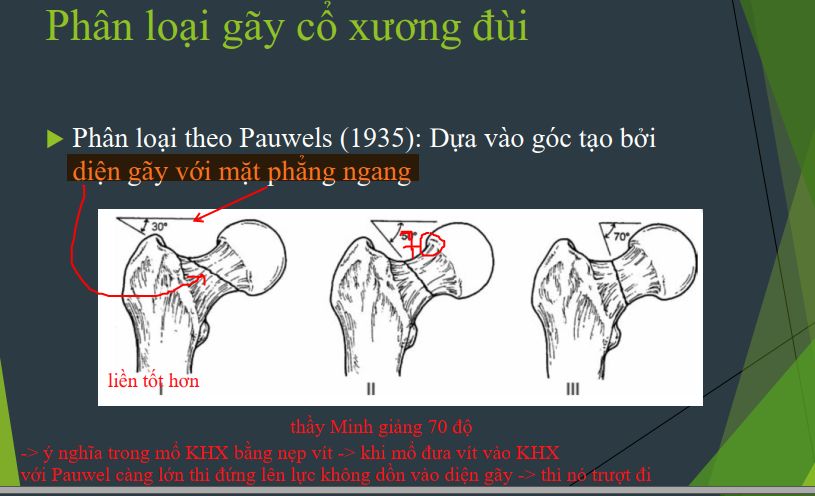 Phân loại gãy cổ xương đùi
Phân loại theo Pauwels (1935): Dựa vào góc tạo bởi
diện gãy với mặt phẳng ngang
30° 70 70°
liền tốt hơn
I II III
thầy Minh giảng 70 độ
-> ý nghĩa trong mổ KHX bằng nẹp vít -> khi mổ đưa vít vào KHX
với Pauwel càng lớn thì đứng lên lực không dồn vào diện gãy -> thì nó trượt đi